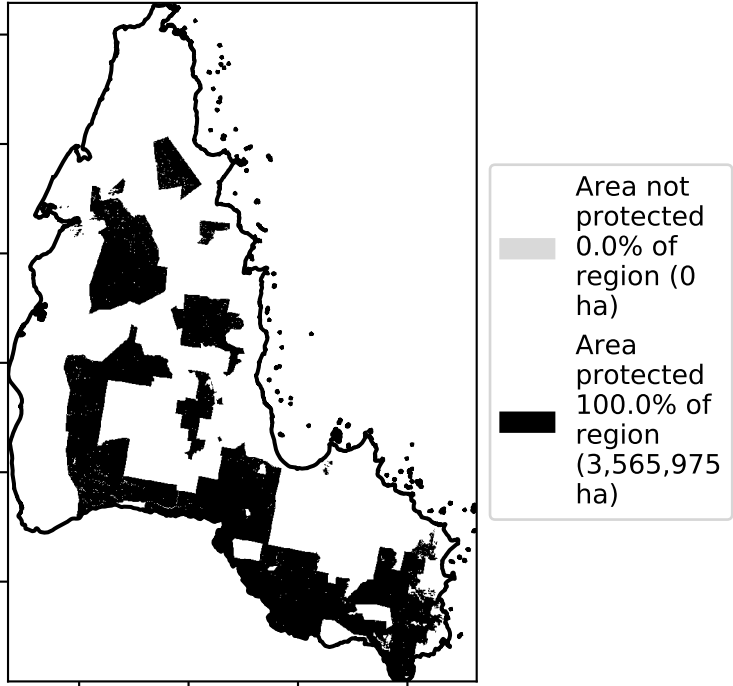 Area not
protected
0.0% of
region (0
ha)
Area
protected
100.0% of
region
(3,565,975
ha)